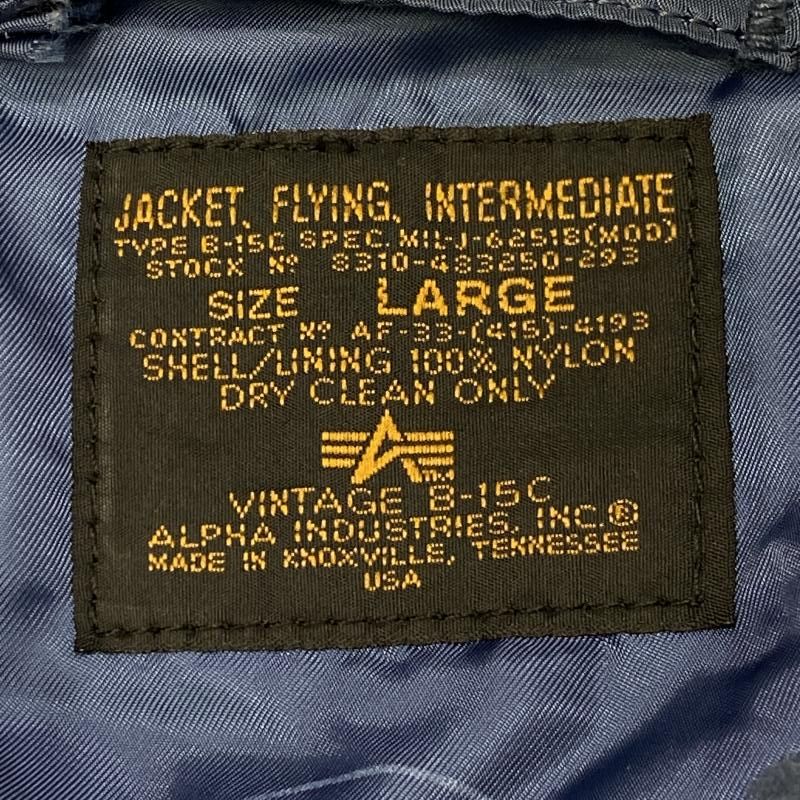 JACKET, FLYING, INTERMEDIATE
TYPE B-15C SPEC. MIL-J-6251B(MOD)
STOCK Nº 8310-483250-293
SIZE LARGE
CONTRACT Nº AF-33-(415)-4193
SHELL/LINING 100% NYLON
DRY CLEAN ONLY
TM
VINTAGE B-15C
ALPHA INDUSTRIES, INC.®
MADE IN KNOXVILLE, TENNESSEE
USA